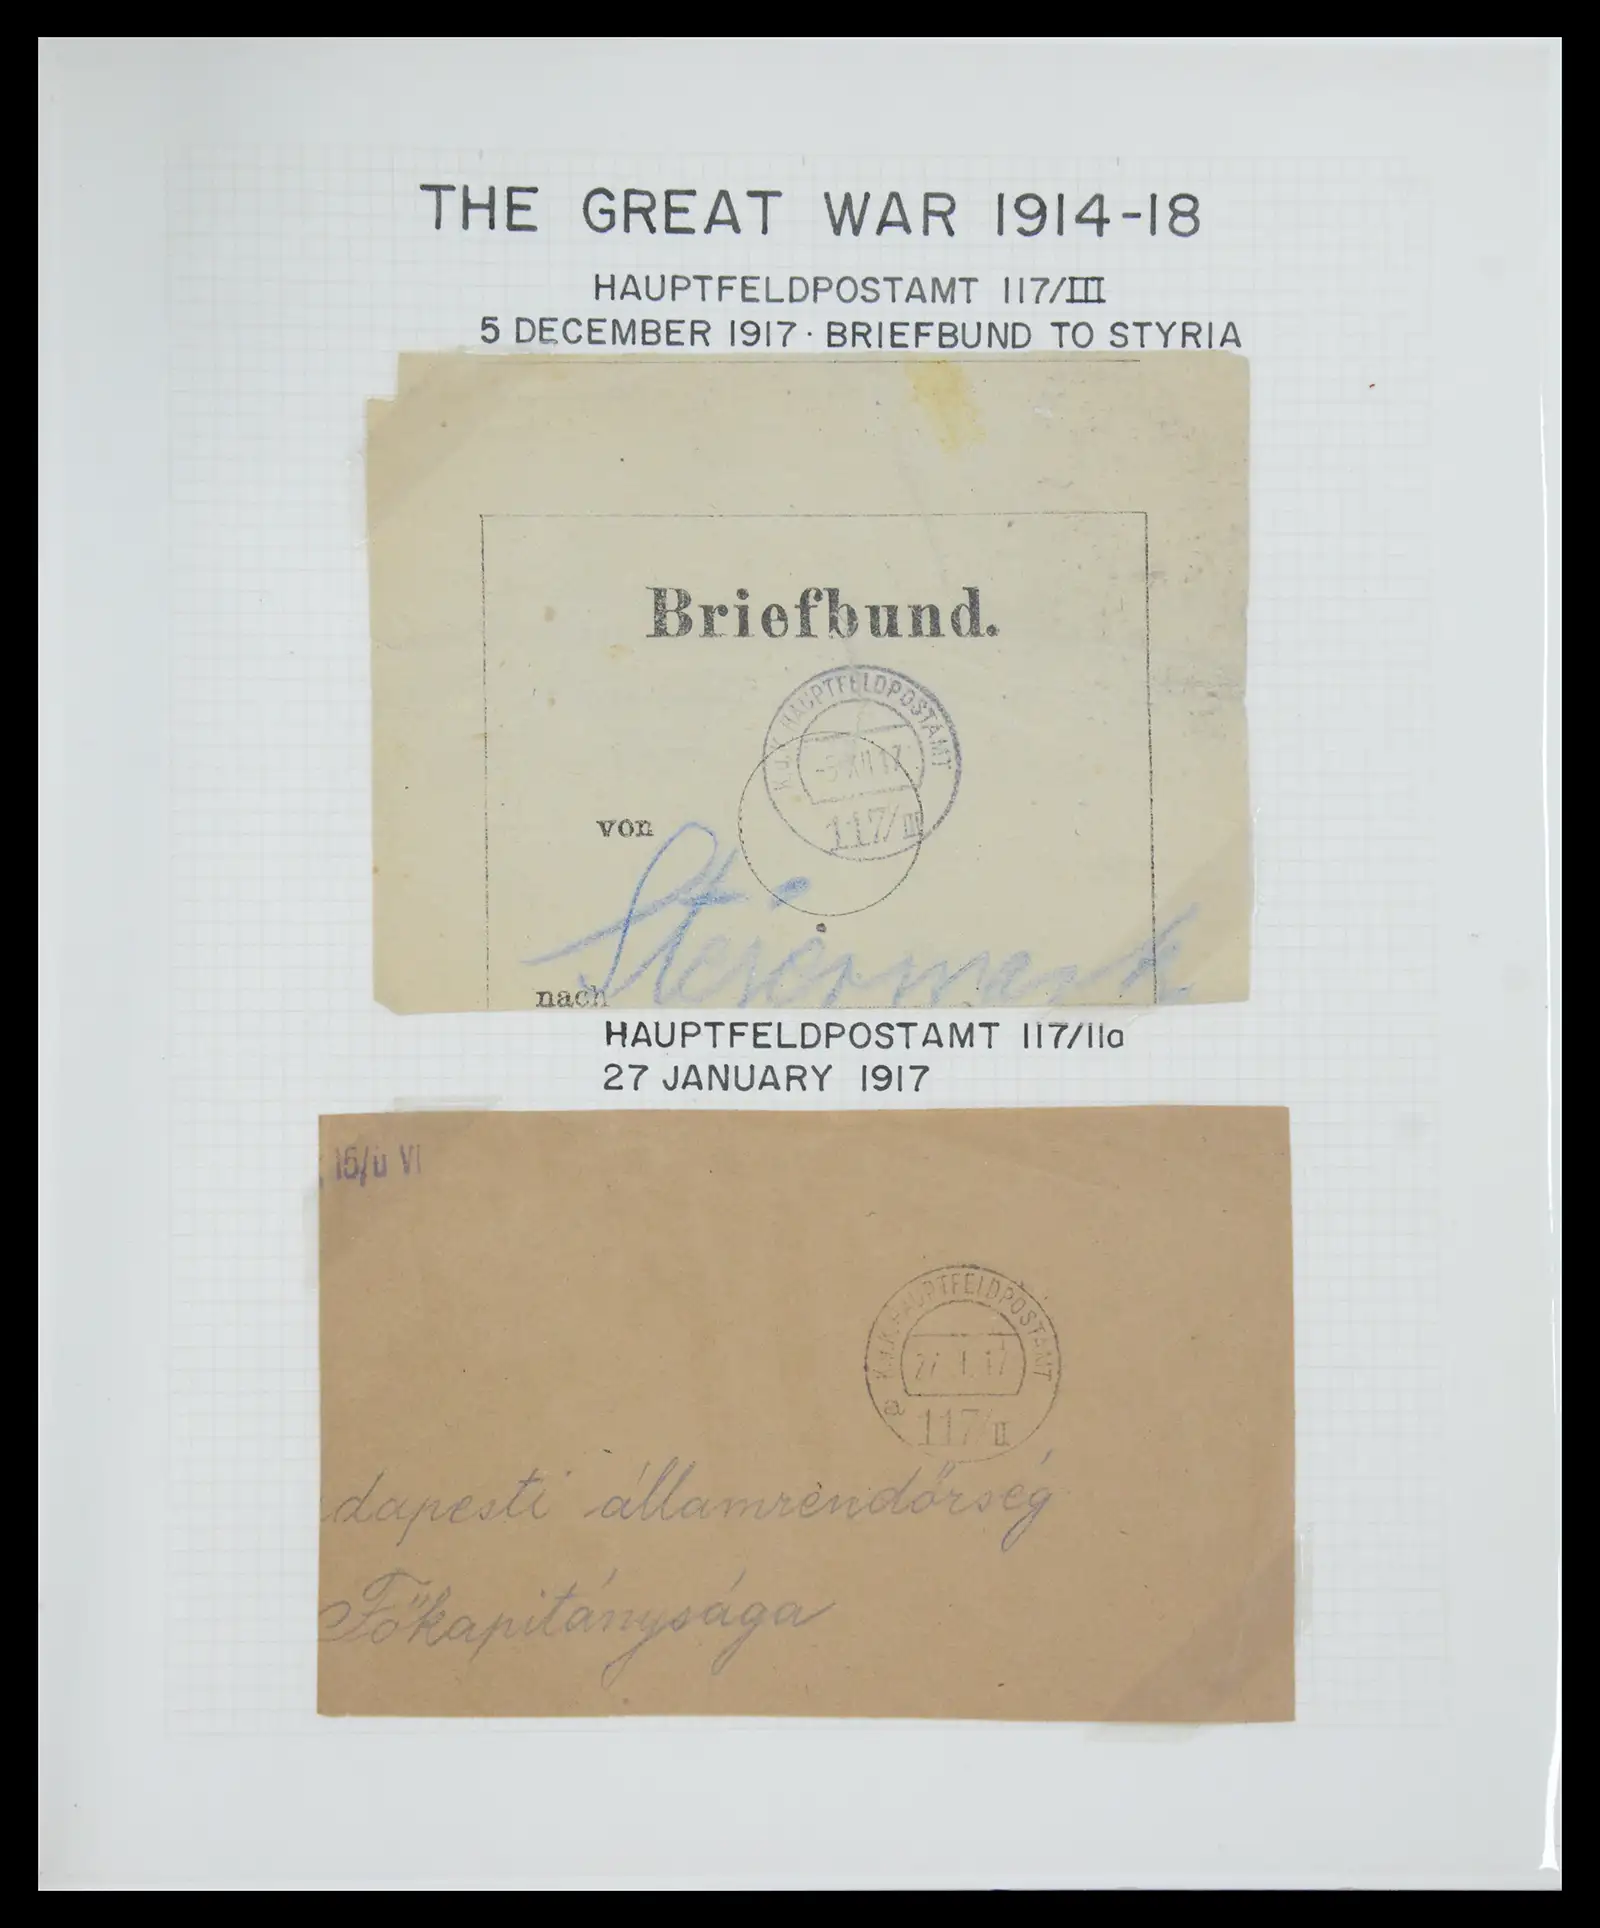 THE GREAT WAR 1914-18
HAUPTFELDPOSTAMT 117/III
5 DECEMBER 1917 · BRIEFBUND TO STYRIA
Briefbund.
K.u.K. HAUPTFELDPOSTAMT
-5 XII 17
117/III
von
Steiermark
nach
HAUPTFELDPOSTAMT 117/IIa
27 JANUARY 1917
15/u VI
K.u.K. HAUPTFELDPOSTAMT
27 I 17
a 117/II
dapesti államrendőrség
Főkapitánysága